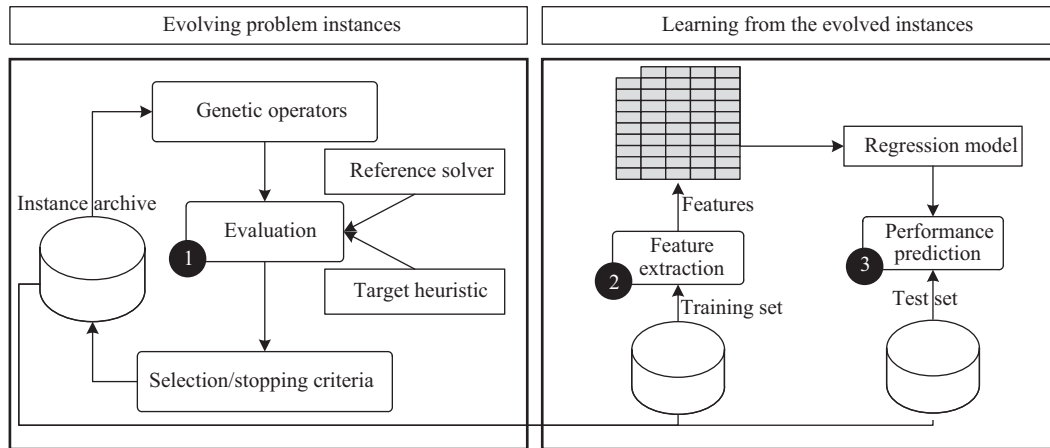 Evolving problem instances
Learning from the evolved instances
Genetic operators
Reference solver
Instance archive
Evaluation
1
Target heuristic
Selection/stopping criteria
Regression model
Features
Feature
extraction
2
Performance
prediction
3
Training set
Test set